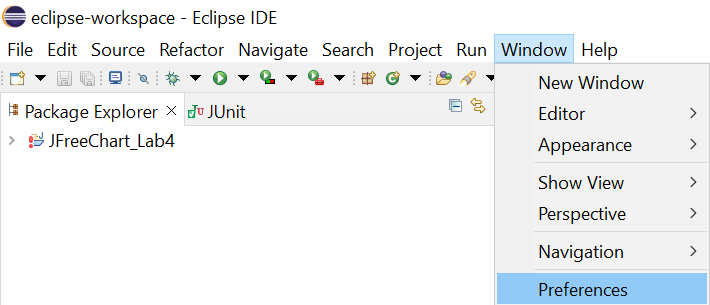 eclipse-workspace - Eclipse IDE
File Edit Source Refactor Navigate Search Project Run Window Help
Package Explorer JUnit
JFreeChart_Lab4
New Window
Editor
Appearance
Show View
Perspective
Navigation
Preferences